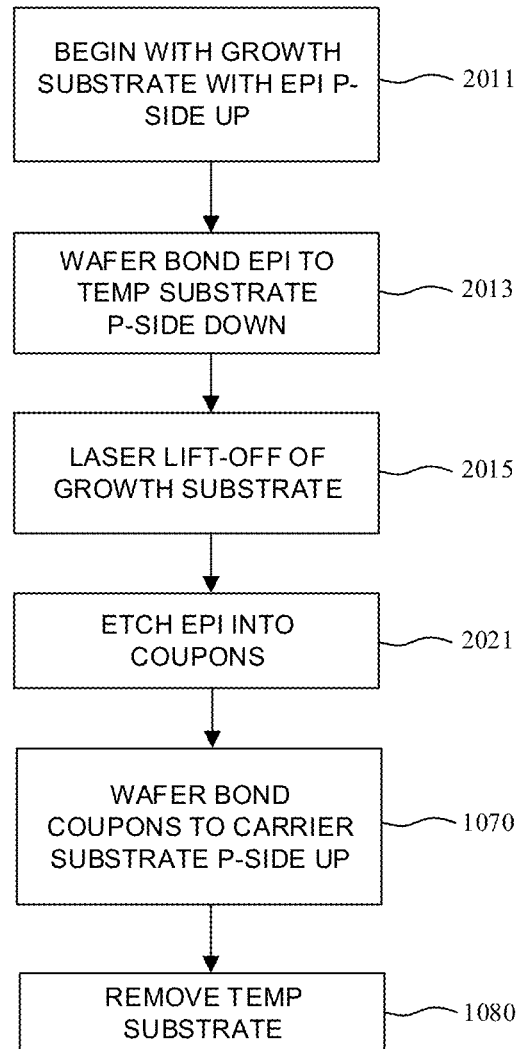 BEGIN WITH GROWTH
SUBSTRATE WITH EPI P-
SIDE UP
2011
WAFER BOND EPI TO
TEMP SUBSTRATE
P-SIDE DOWN
2013
LASER LIFT-OFF OF
GROWTH SUBSTRATE
2015
ETCH EPI INTO
COUPONS
2021
WAFER BOND
COUPONS TO CARRIER
SUBSTRATE P-SIDE UP
1070
REMOVE TEMP
SUBSTRATE
1080